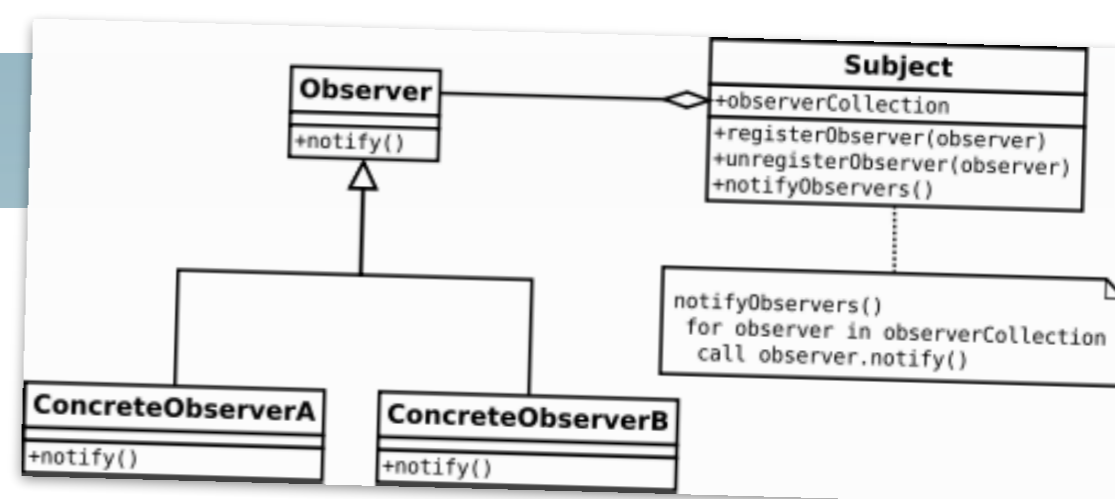 Observer
+notify()
Subject
+observerCollection
+registerObserver(observer)
+unregisterObserver(observer)
+notifyObservers()
notifyObservers()
for observer in observerCollection
call observer.notify()
ConcreteObserverA
+notify()
ConcreteObserverB
+notify()